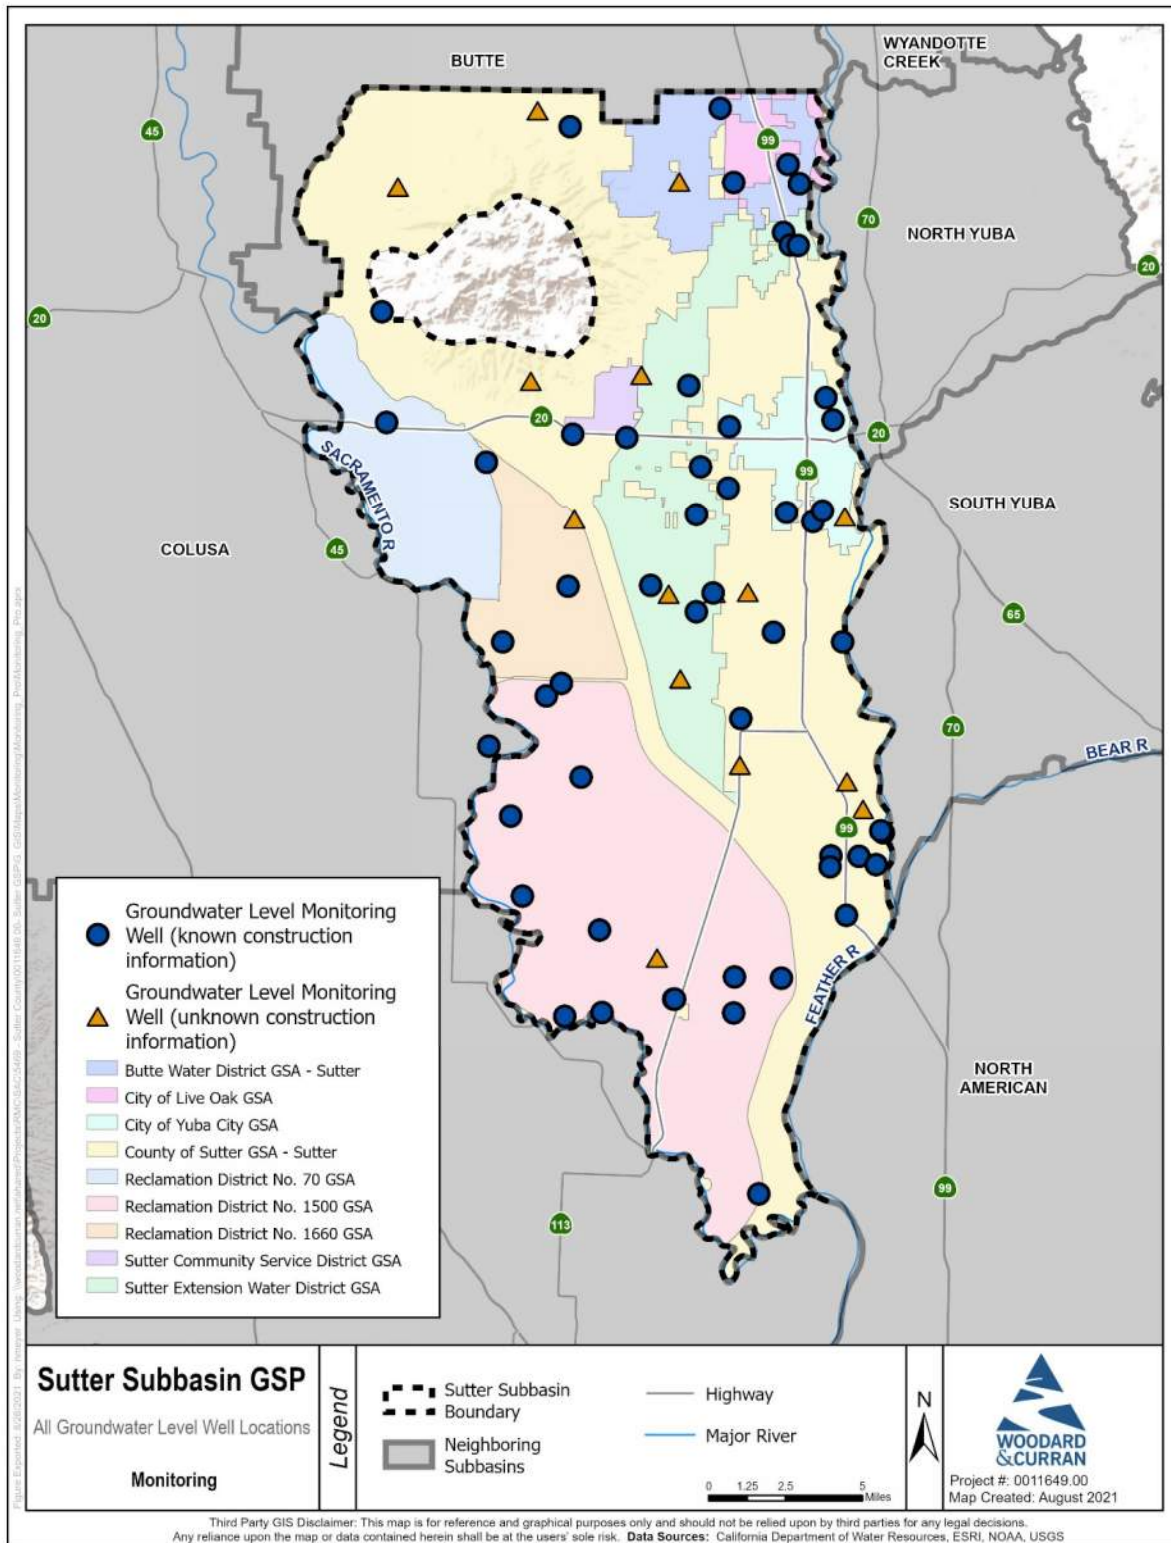 BUTTE
WYANDOTTE
CREEK
45
99
70
NORTH YUBA
20
20
20
20
99
SACRAMENTO R
SOUTH YUBA
COLUSA
45
65
70
BEAR R
99
FEATHER R
NORTH
AMERICAN
99
113
Groundwater Level Monitoring
Well (known construction
information)
Groundwater Level Monitoring
Well (unknown construction
information)
Butte Water District GSA - Sutter
City of Live Oak GSA
City of Yuba City GSA
County of Sutter GSA - Sutter
Reclamation District No. 70 GSA
Reclamation District No. 1500 GSA
Reclamation District No. 1660 GSA
Sutter Community Service District GSA
Sutter Extension Water District GSA
Sutter Subbasin GSP
All Groundwater Level Well Locations
Monitoring
Legend
Sutter Subbasin
Boundary
Neighboring
Subbasins
Highway
Major River
0 1.25 2.5 5
Miles
N
WOODARD
&CURRAN
Project #: 0011649.00
Map Created: August 2021
Third Party GIS Disclaimer: This map is for reference and graphical purposes only and should not be relied upon by third parties for any legal decisions.
Any reliance upon the map or data contained herein shall be at the users' sole risk. Data Sources: California Department of Water Resources, ESRI, NOAA, USGS